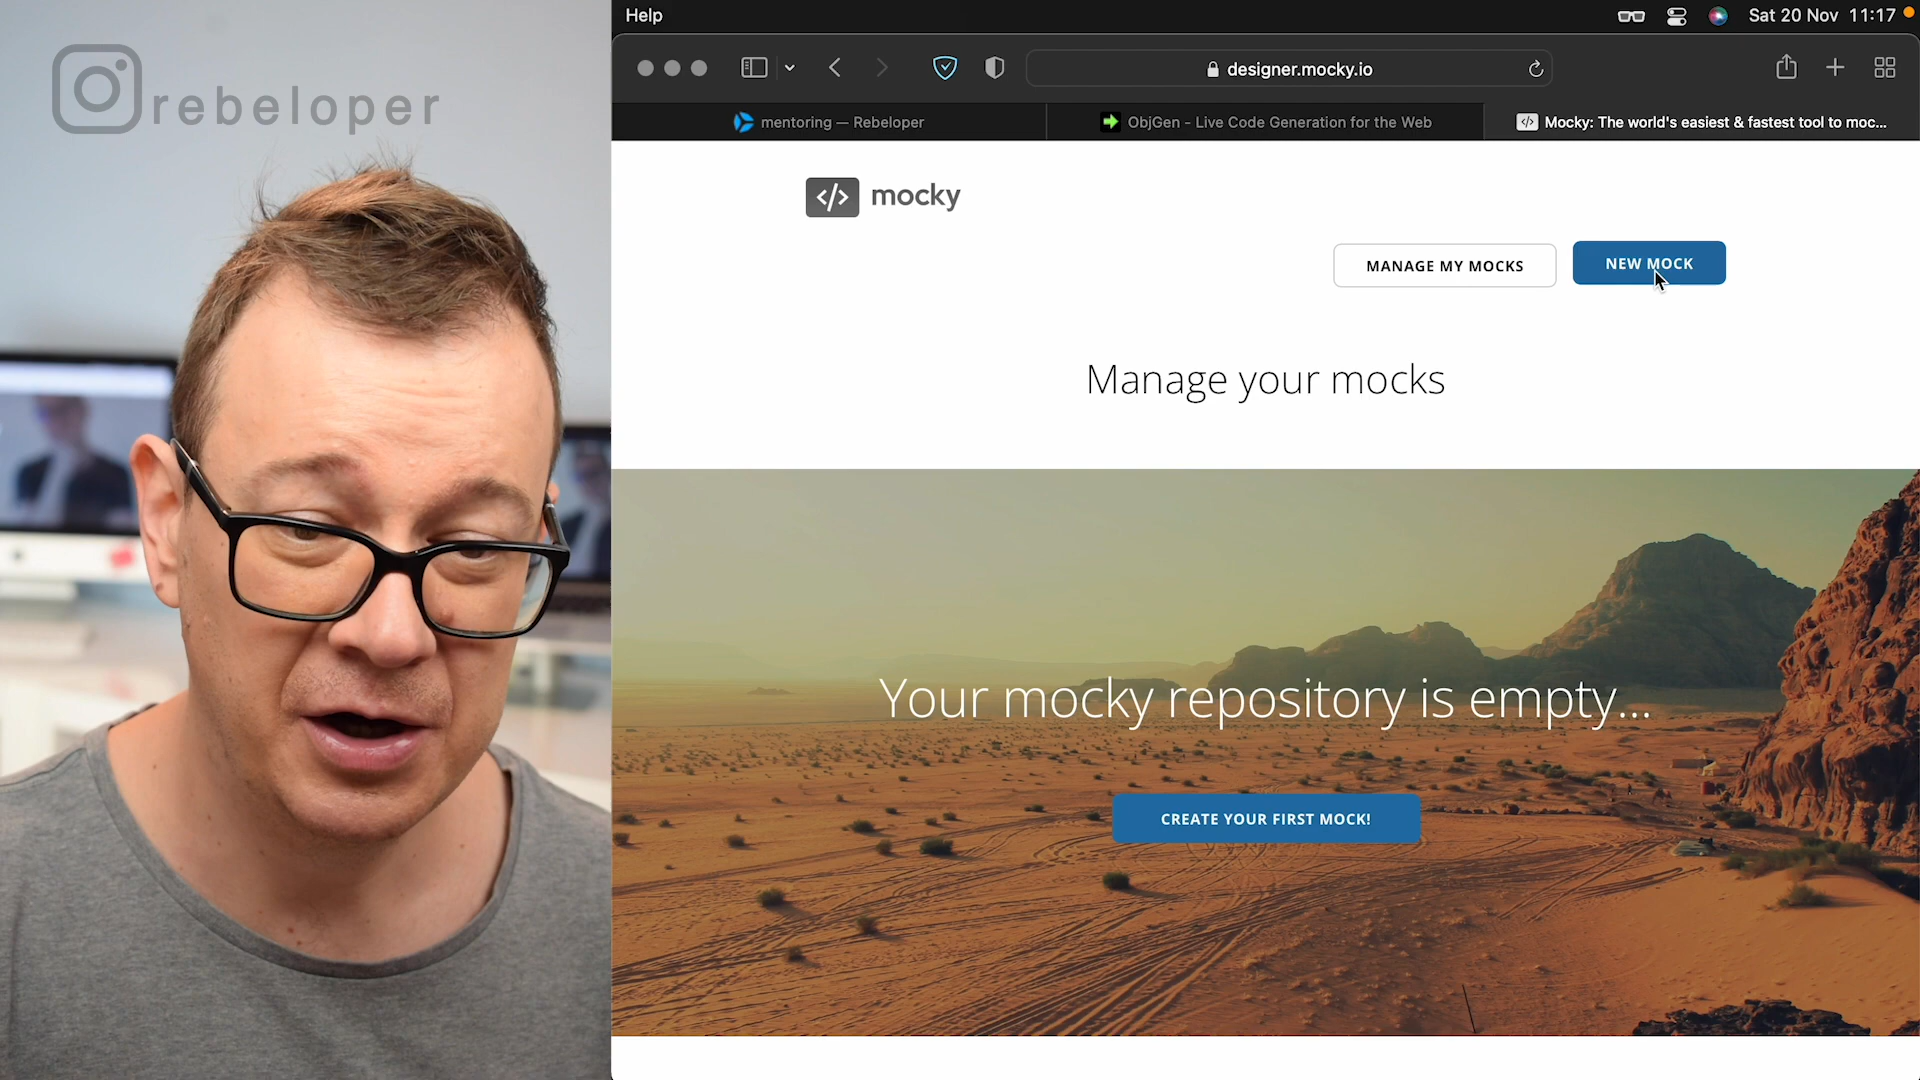 rebeloper
Help
Sat 20 Nov 11:17
designer.mocky.io
mentoring — Rebeloper
ObjGen - Live Code Generation for the Web
</> Mocky: The world's easiest & fastest tool to moc...
</> mocky
MANAGE MY MOCKS
NEW MOCK
Manage your mocks
Your mocky repository is empty...
CREATE YOUR FIRST MOCK!